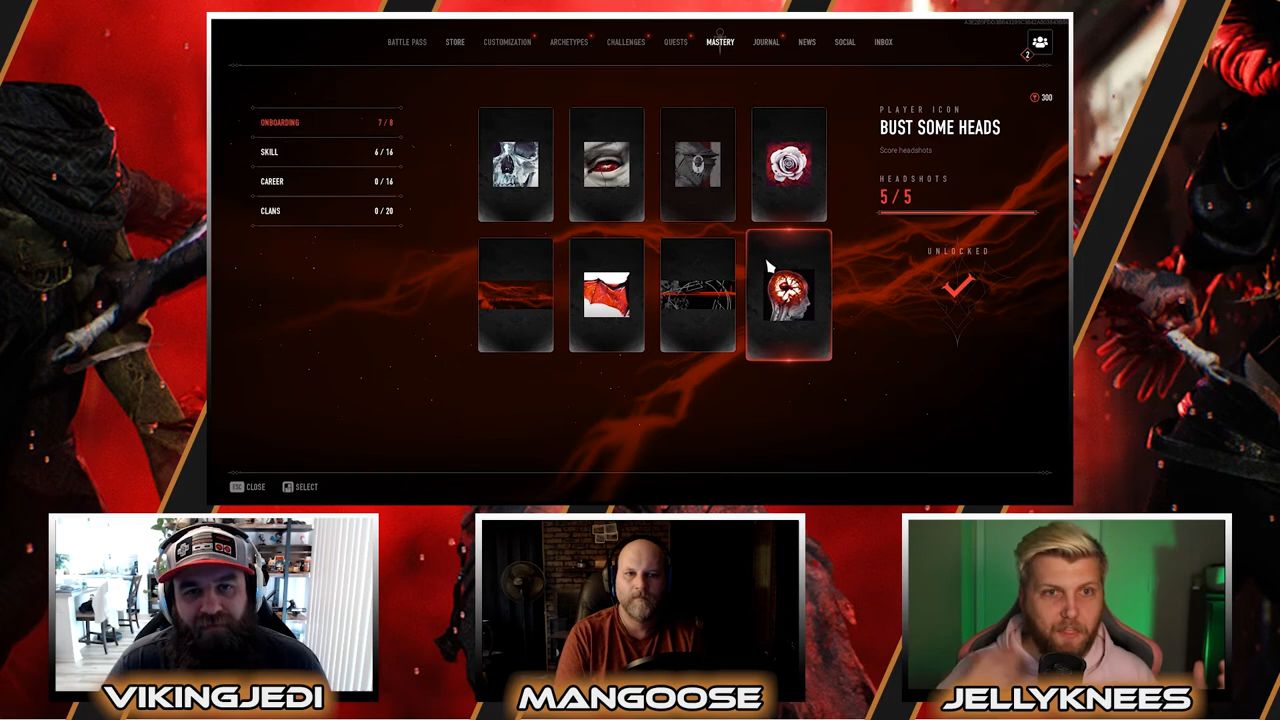 BATTLE PASS STORE CUSTOMIZATION ARCHETYPES CHALLENGES QUESTS MASTERY JOURNAL NEWS SOCIAL INBOX
2
300
ONBOARDING 7 / 8
SKILL 6 / 16
CAREER 0 / 16
CLANS 0 / 20
PLAYER ICON
BUST SOME HEADS
Score headshots
HEADSHOTS
5 / 5
UNLOCKED
ESC CLOSE SELECT
VIKINGJEDI
MANGOOSE
JELLYKNEES